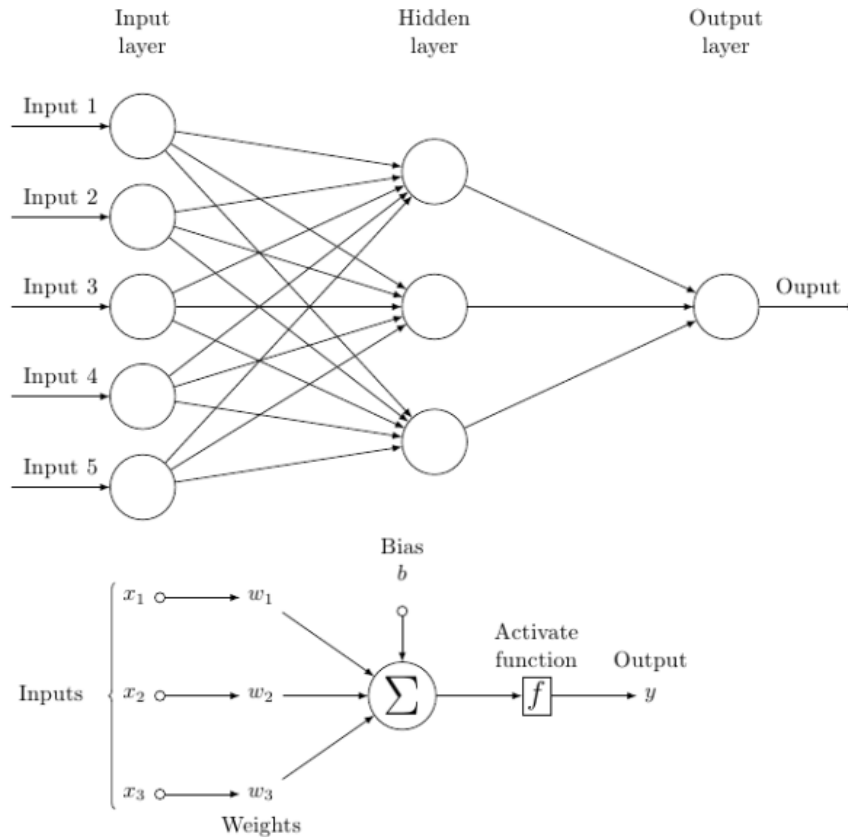 Input
layer
Hidden
layer
Output
layer
Input 1
Input 2
Input 3
Input 4
Input 5
Ouput
Bias
b
x1
w1
Activate
function
Output
Inputs
x2
w2
Σ
f
y
x3
w3
Weights